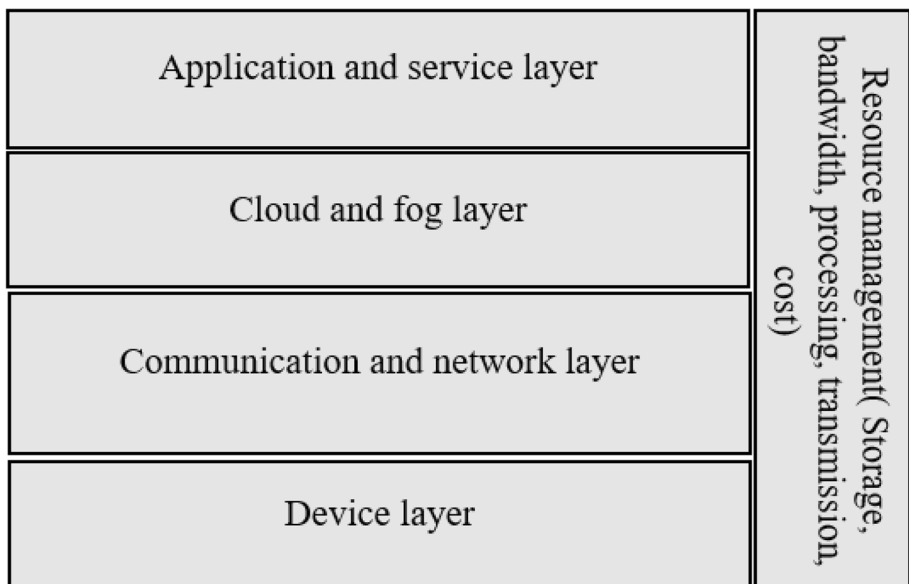 Application and service layer
Cloud and fog layer
Communication and network layer
Device layer
Resource management( Storage,
bandwidth, processing, transmission,
cost)